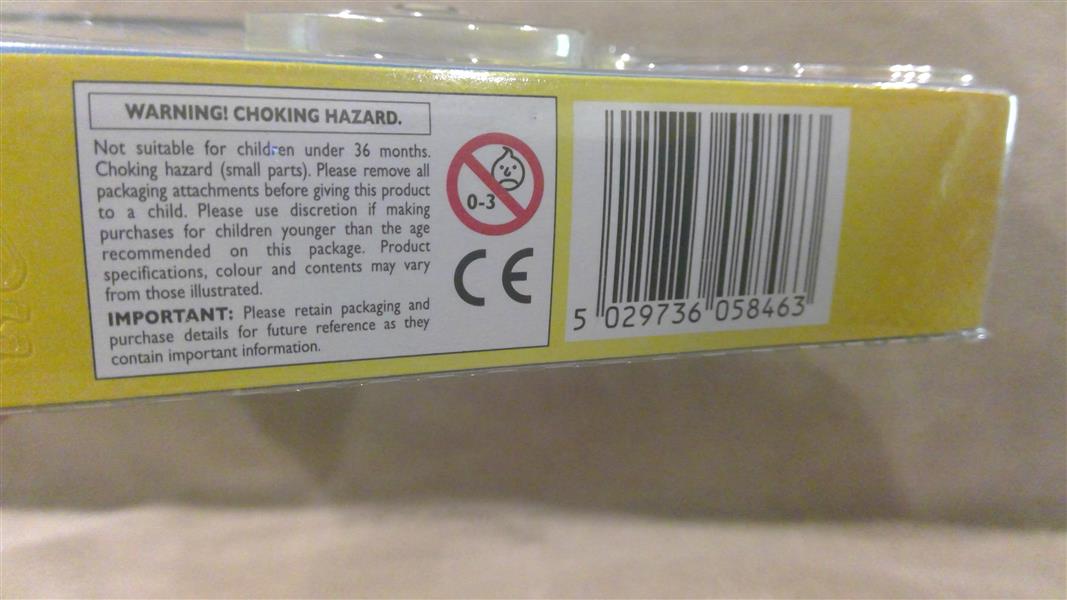 WARNING! CHOKING HAZARD.
Not suitable for children under 36 months.
Choking hazard (small parts). Please remove all
packaging attachments before giving this product
to a child. Please use discretion if making
purchases for children younger than the age
recommended on this package. Product
specifications, colour and contents may vary
from those illustrated.
IMPORTANT: Please retain packaging and
purchase details for future reference as they
contain important information.
0-3
CE
5 029736 058463